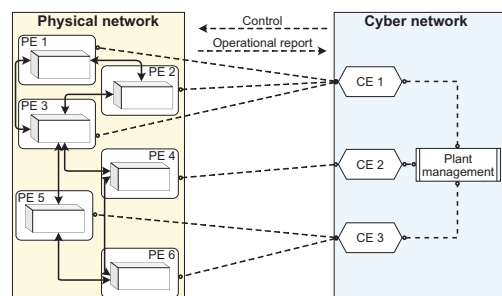 Physical network
Control
Operational report
Cyber network
PE 1
PE 2
PE 3
PE 4
PE 5
PE 6
CE 1
CE 2
CE 3
Plant
management